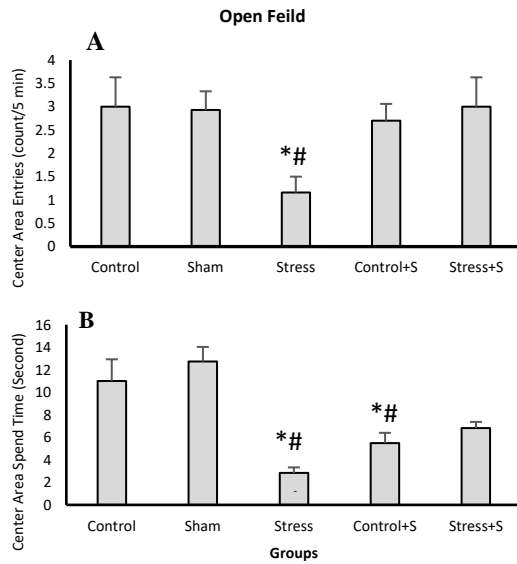 Open Feild
A
Center Area Entries (count/5 min)
4
3.5
3
2.5
2
1.5
1
0.5
0
*#
Control Sham Stress Control+S Stress+S
B
Center Area Spend Time (Second)
16
14
12
10
8
6
4
2
0
*# *#
Control Sham Stress Control+S Stress+S
Groups